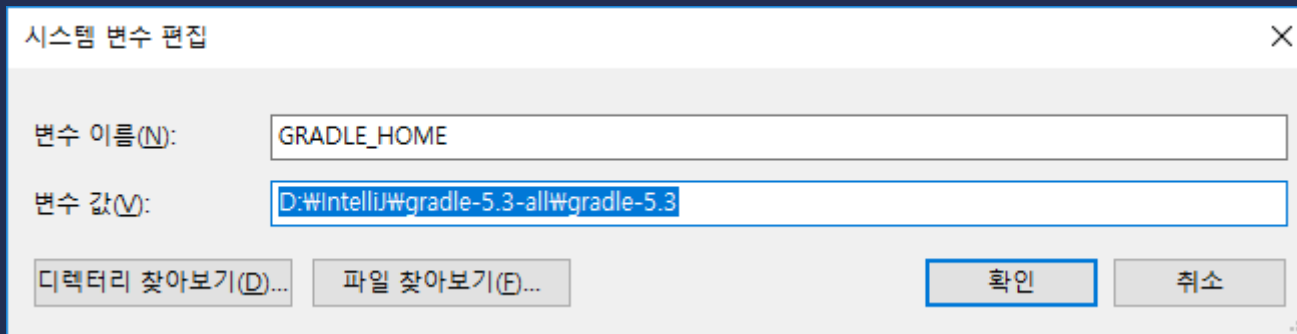 시스템 변수 편집
변수 이름(N): GRADLE_HOME
변수 값(V): D:₩IntelliJ₩gradle-5.3-all₩gradle-5.3
디렉터리 찾아보기(D)... 파일 찾아보기(F)... 확인 취소